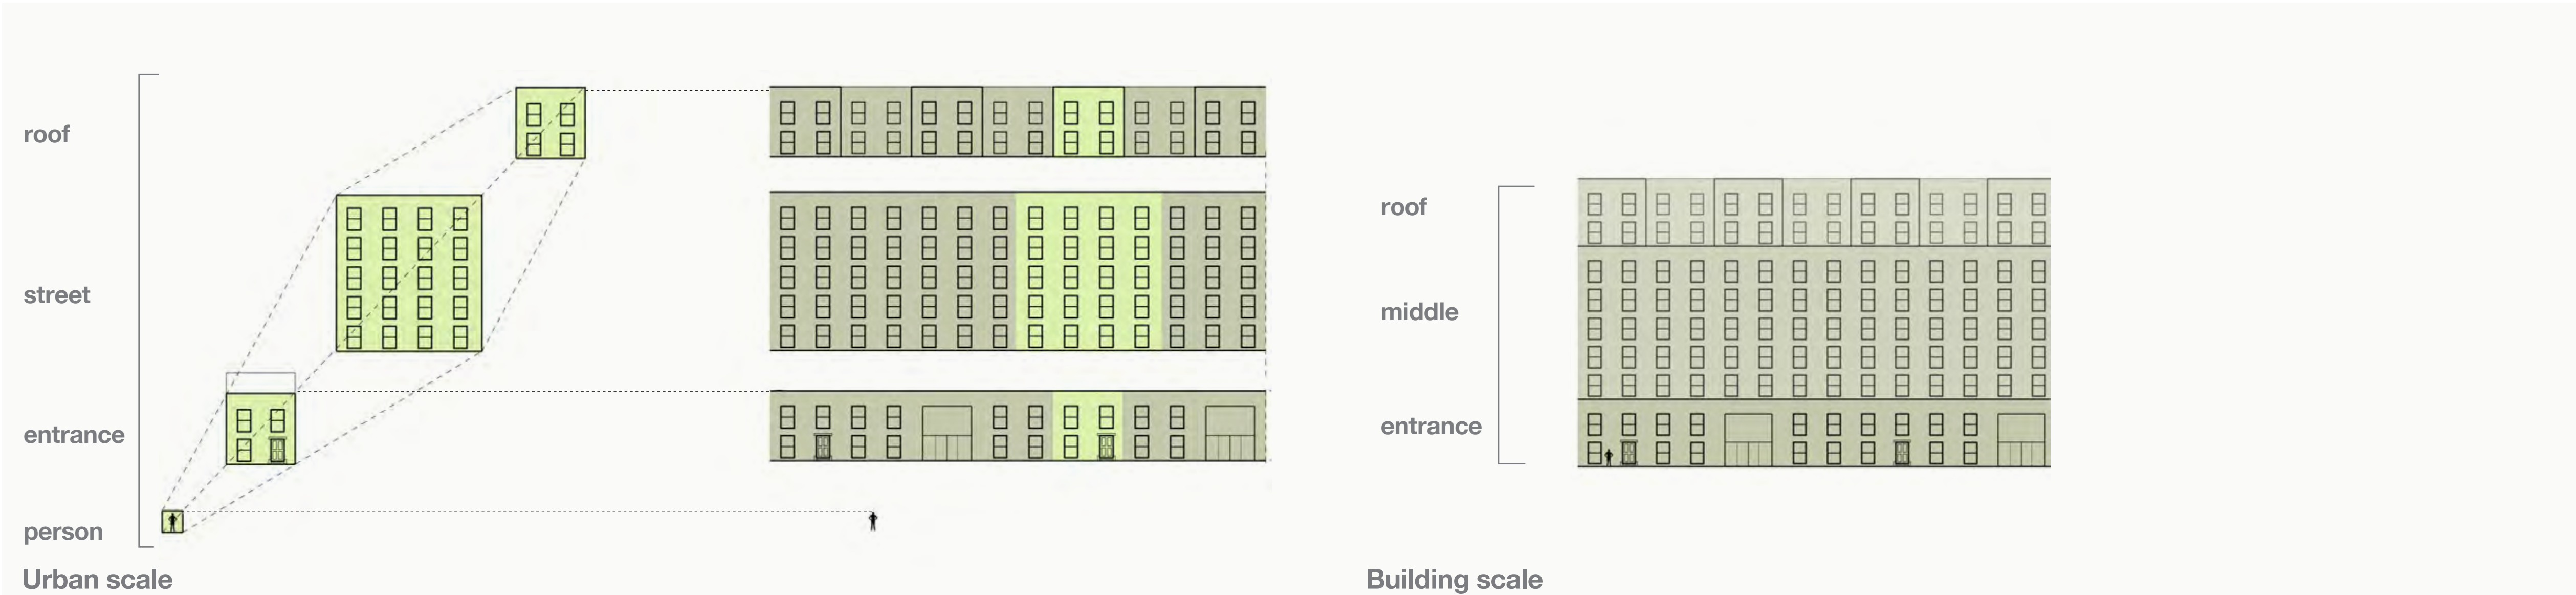 roof
street
entrance
person
Urban scale
roof
middle
entrance
Building scale